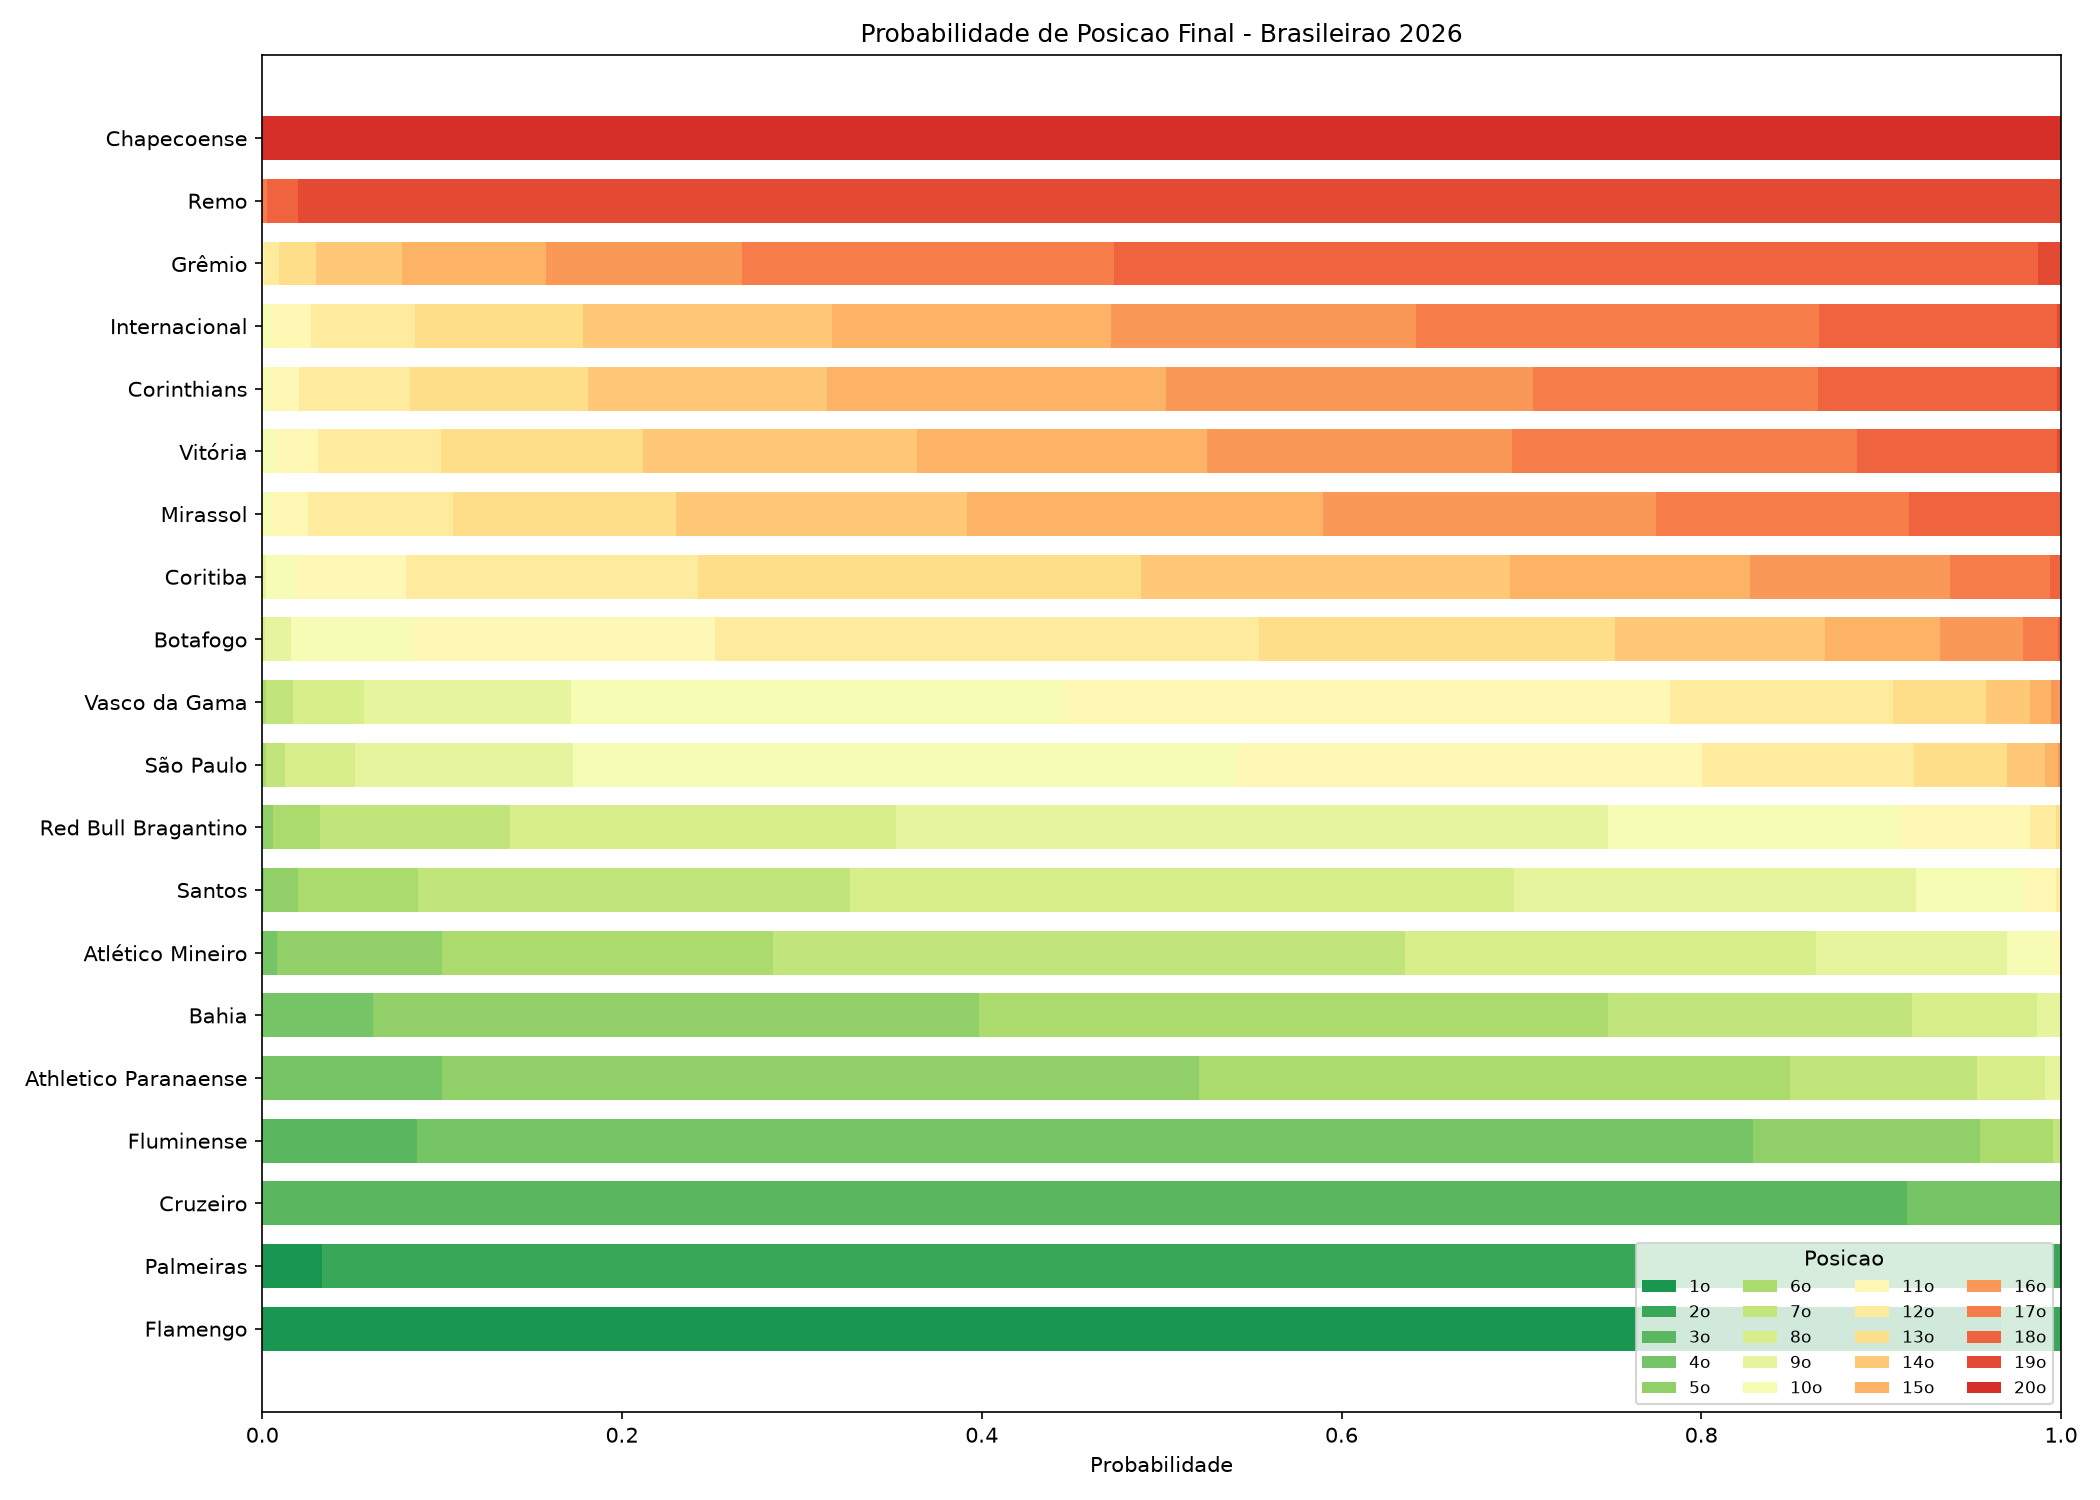 Probabilidade de Posicao Final - Brasileirao 2026
Chapecoense
Remo
Grêmio
Internacional
Corinthians
Vitória
Mirassol
Coritiba
Botafogo
Vasco da Gama
São Paulo
Red Bull Bragantino
Santos
Atlético Mineiro
Bahia
Athletico Paranaense
Fluminense
Cruzeiro
Palmeiras
Flamengo
Posicao
1o 6o 11o 16o
2o 7o 12o 17o
3o 8o 13o 18o
4o 9o 14o 19o
5o 10o 15o 20o
0.0 0.2 0.4 0.6 0.8 1.0
Probabilidade